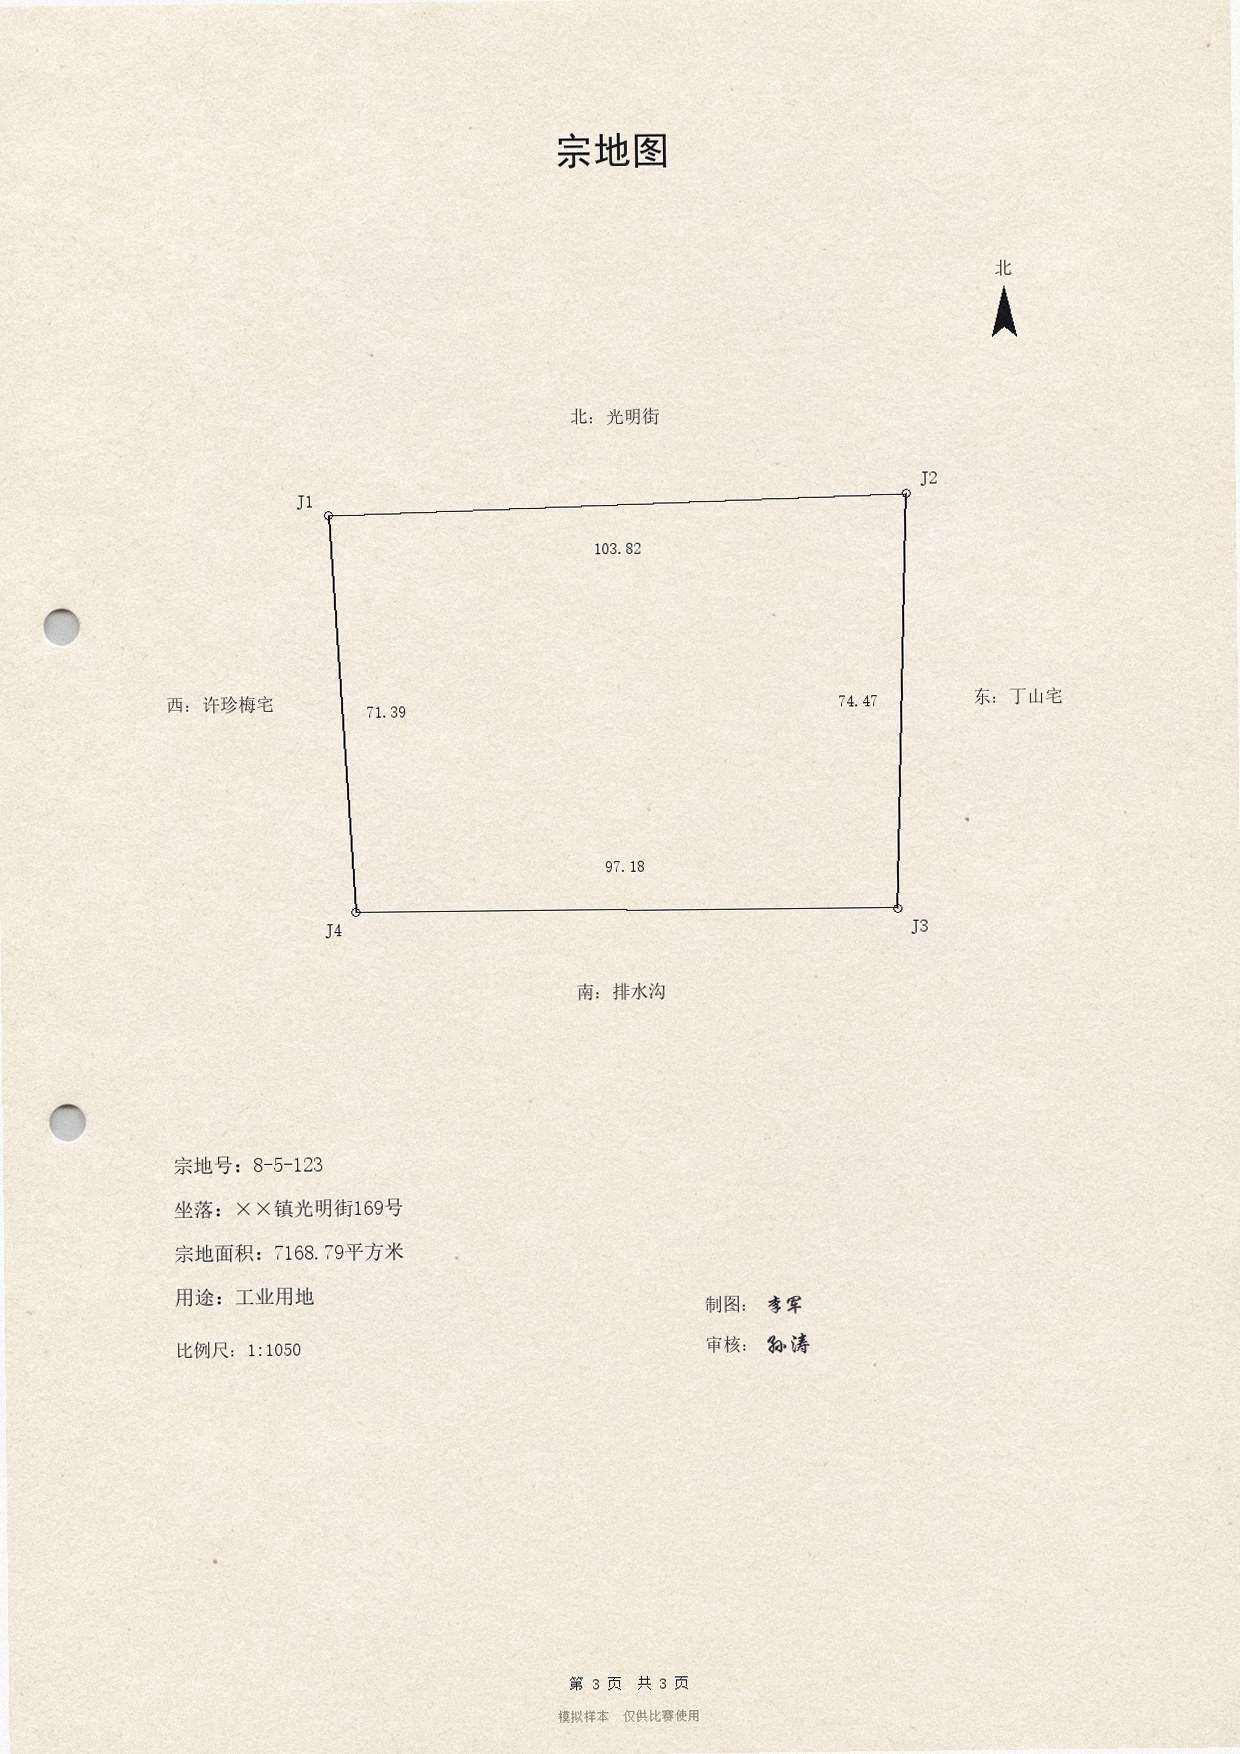 宗地图
北
北：光明街
J1
J2
103.82
西：许珍梅宅
71.39
74.47
东：丁山宅
97.18
J4
J3
南：排水沟
宗地号：8-5-123
坐落：××镇光明街169号
宗地面积：7168.79平方米
用途：工业用地
比例尺：1:1050
制图：李军
审核：孙涛
第 3 页 共 3 页
模拟样本 仅供比赛使用